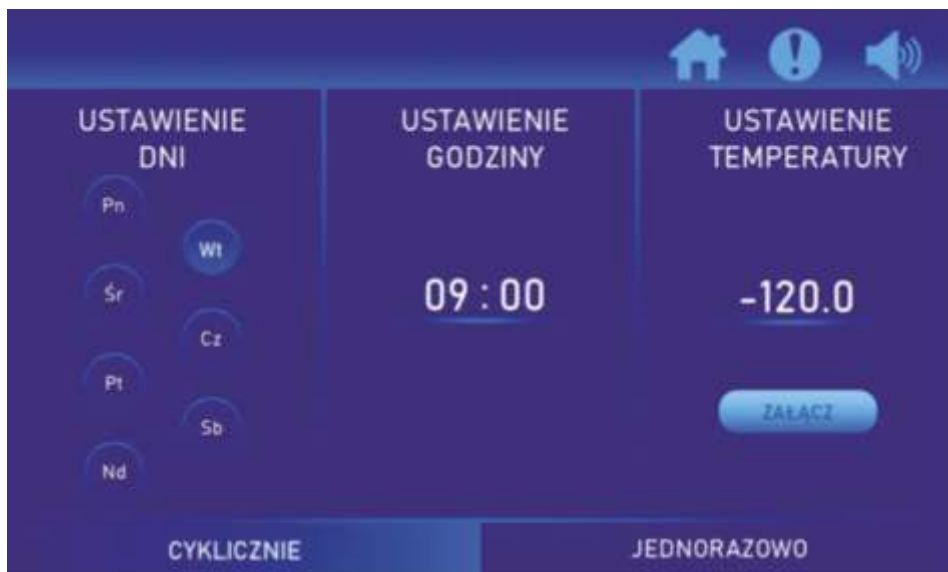 USTAWIENIE
DNI
Pn
Wt
Śr
Cz
Pt
Sb
Nd
USTAWIENIE
GODZINY
09 : 00
USTAWIENIE
TEMPERATURY
-120.0
ZAŁĄCZ
CYKLICZNIE
JEDNORAZOWO